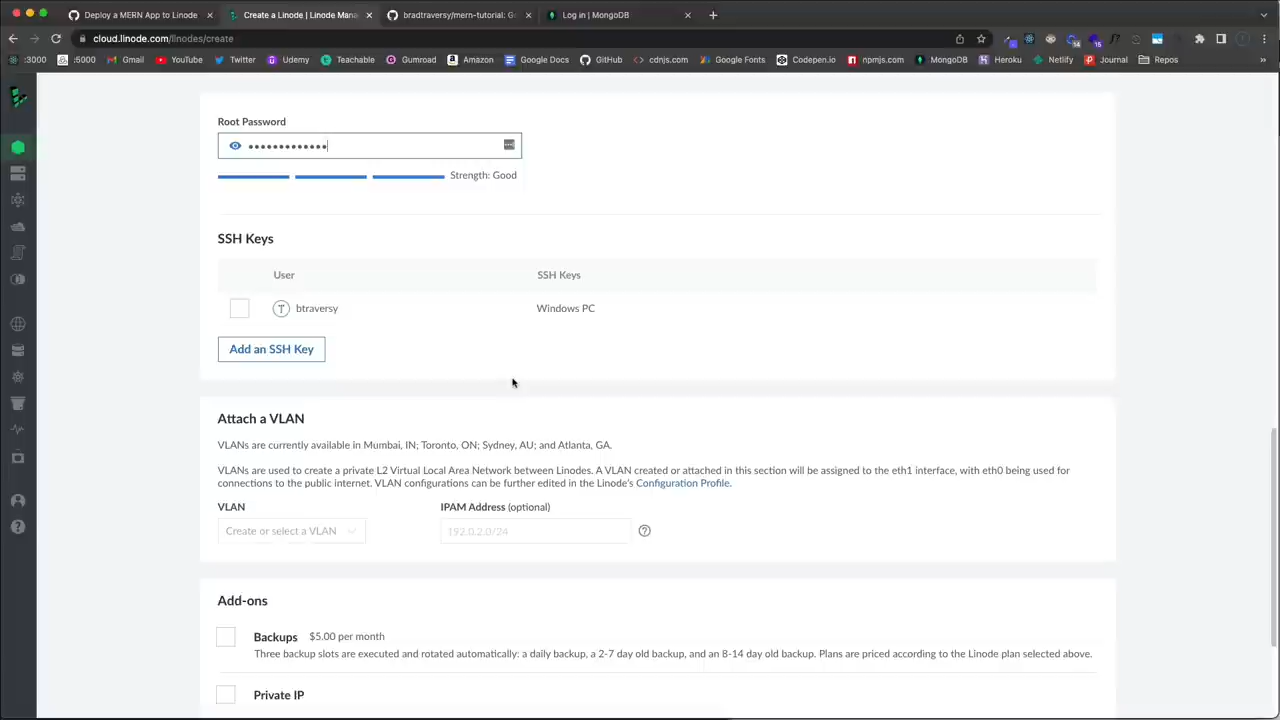 Deploy a MERN App to Linode
Create a Linode | Linode Mana
bradtraversy/mern-tutorial: Gr
Log in | MongoDB
cloud.linode.com/linodes/create
:3000
:5000
Gmail
YouTube
Twitter
Udemy
Teachable
Gumroad
Amazon
Google Docs
GitHub
cdnjs.com
Google Fonts
Codepen.io
npmjs.com
MongoDB
Heroku
Netlify
Journal
Repos
»
Root Password
•••••••••••••
Strength: Good
SSH Keys
User
SSH Keys
btraversy
Windows PC
Add an SSH Key
Attach a VLAN
VLANs are currently available in Mumbai, IN; Toronto, ON; Sydney, AU; and Atlanta, GA.
VLANs are used to create a private L2 Virtual Local Area Network between Linodes. A VLAN created or attached in this section will be assigned to the eth1 interface, with eth0 being used for
connections to the public internet. VLAN configurations can be further edited in the Linode's Configuration Profile.
VLAN
IPAM Address (optional)
Create or select a VLAN
192.0.2.0/24
Add-ons
Backups $5.00 per month
Three backup slots are executed and rotated automatically: a daily backup, a 2-7 day old backup, and an 8-14 day old backup. Plans are priced according to the Linode plan selected above.
Private IP